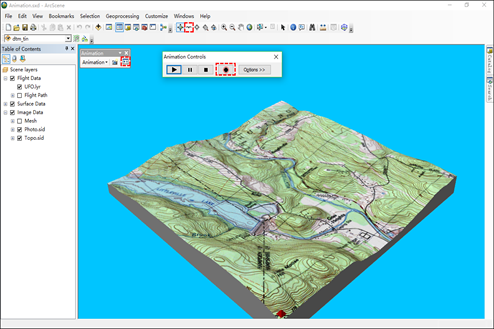 Animation.sxd - ArcScene
File Edit Bookmarks Selection Geoprocessing Customize Windows Help
dtm_tin
Table of Contents
Scene layers
Flight Data
UFO.lyr
Flight Path
Surface Data
Image Data
Mesh
Photo.sid
Topo.sid
Animation
Animation
Animation Controls
Options >>
Catalog
Search